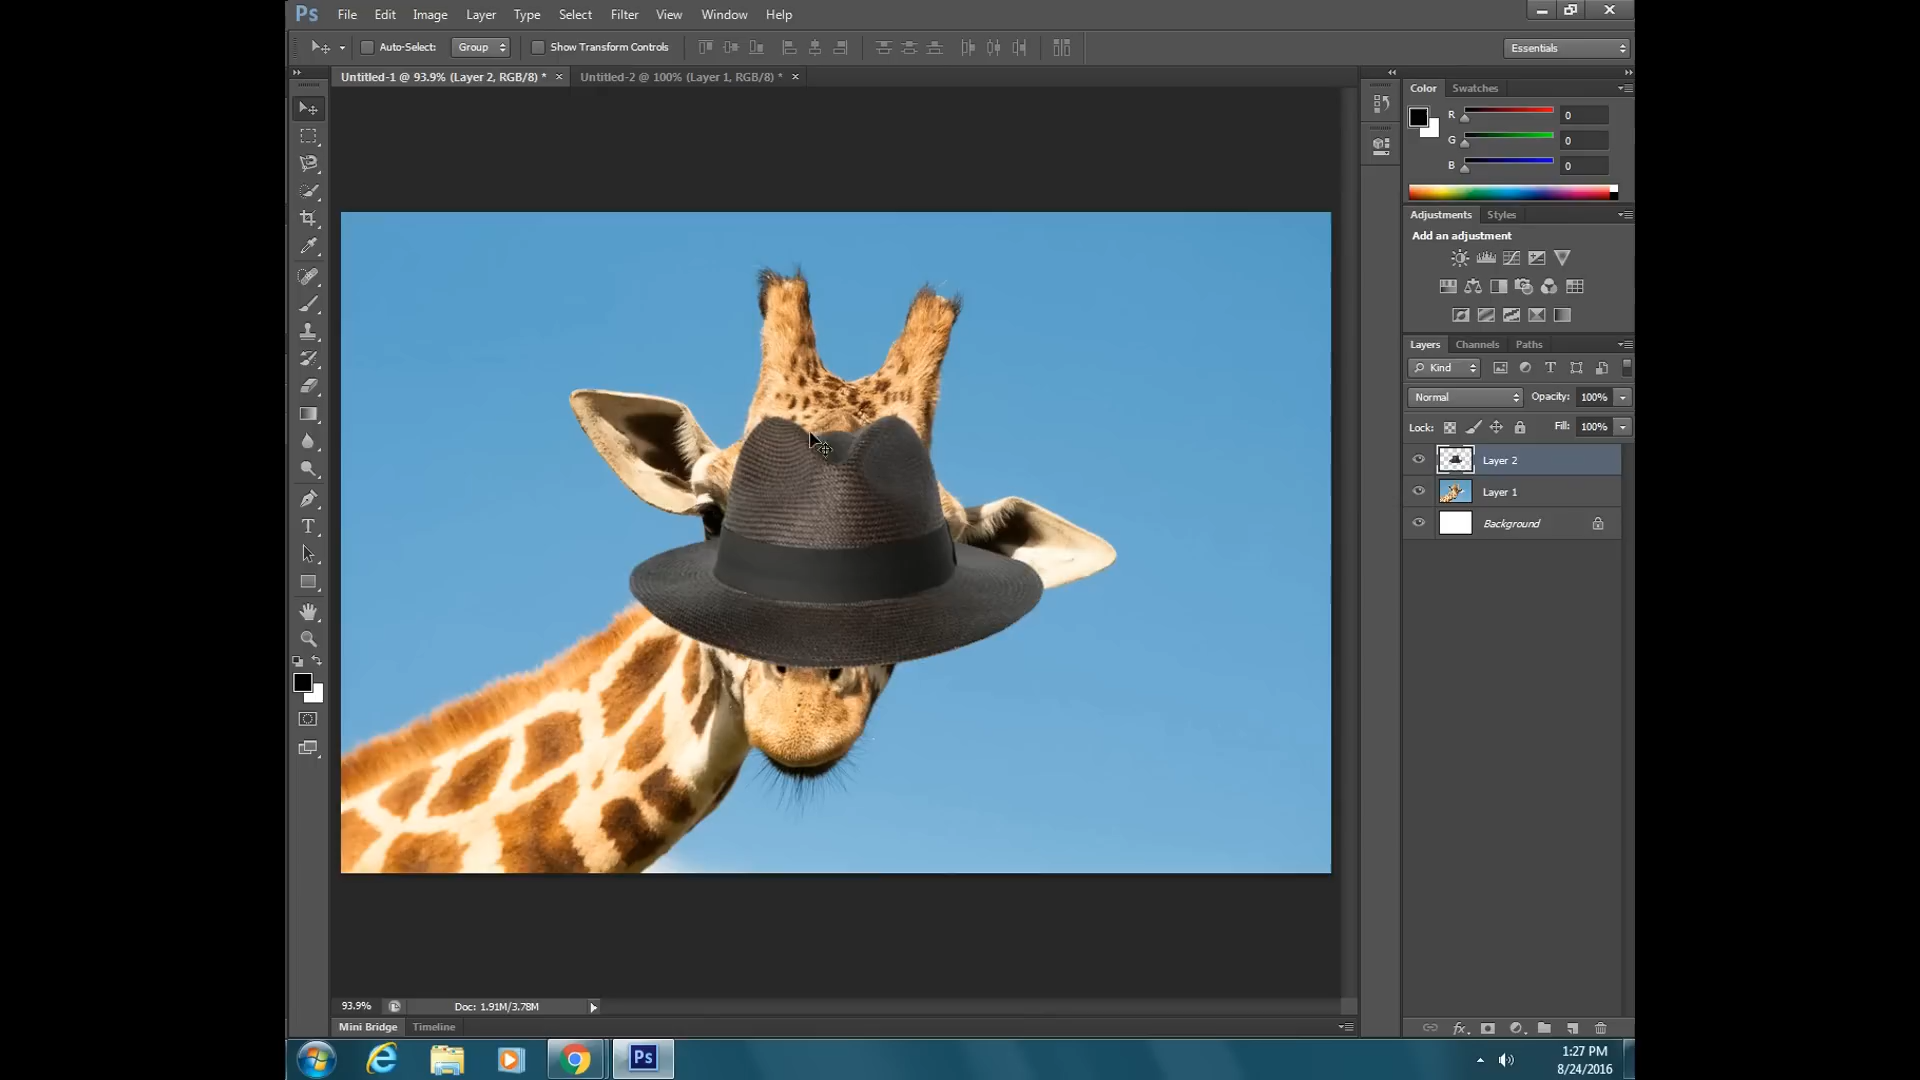 Ps File Edit Image Layer Type Select Filter View Window Help
Auto-Select: Group Show Transform Controls Essentials
Untitled-1 @ 93.9% (Layer 2, RGB/8) * × Untitled-2 @ 100% (Layer 1, RGB/8) * ×
Color Swatches
R 0
G 0
B 0
Adjustments Styles
Add an adjustment
Layers Channels Paths
Kind
Normal Opacity: 100%
Lock: Fill: 100%
Layer 2
Layer 1
Background
93.9% Doc: 1.91M/3.78M
Mini Bridge Timeline
fx
Ps
1:27 PM
8/24/2016